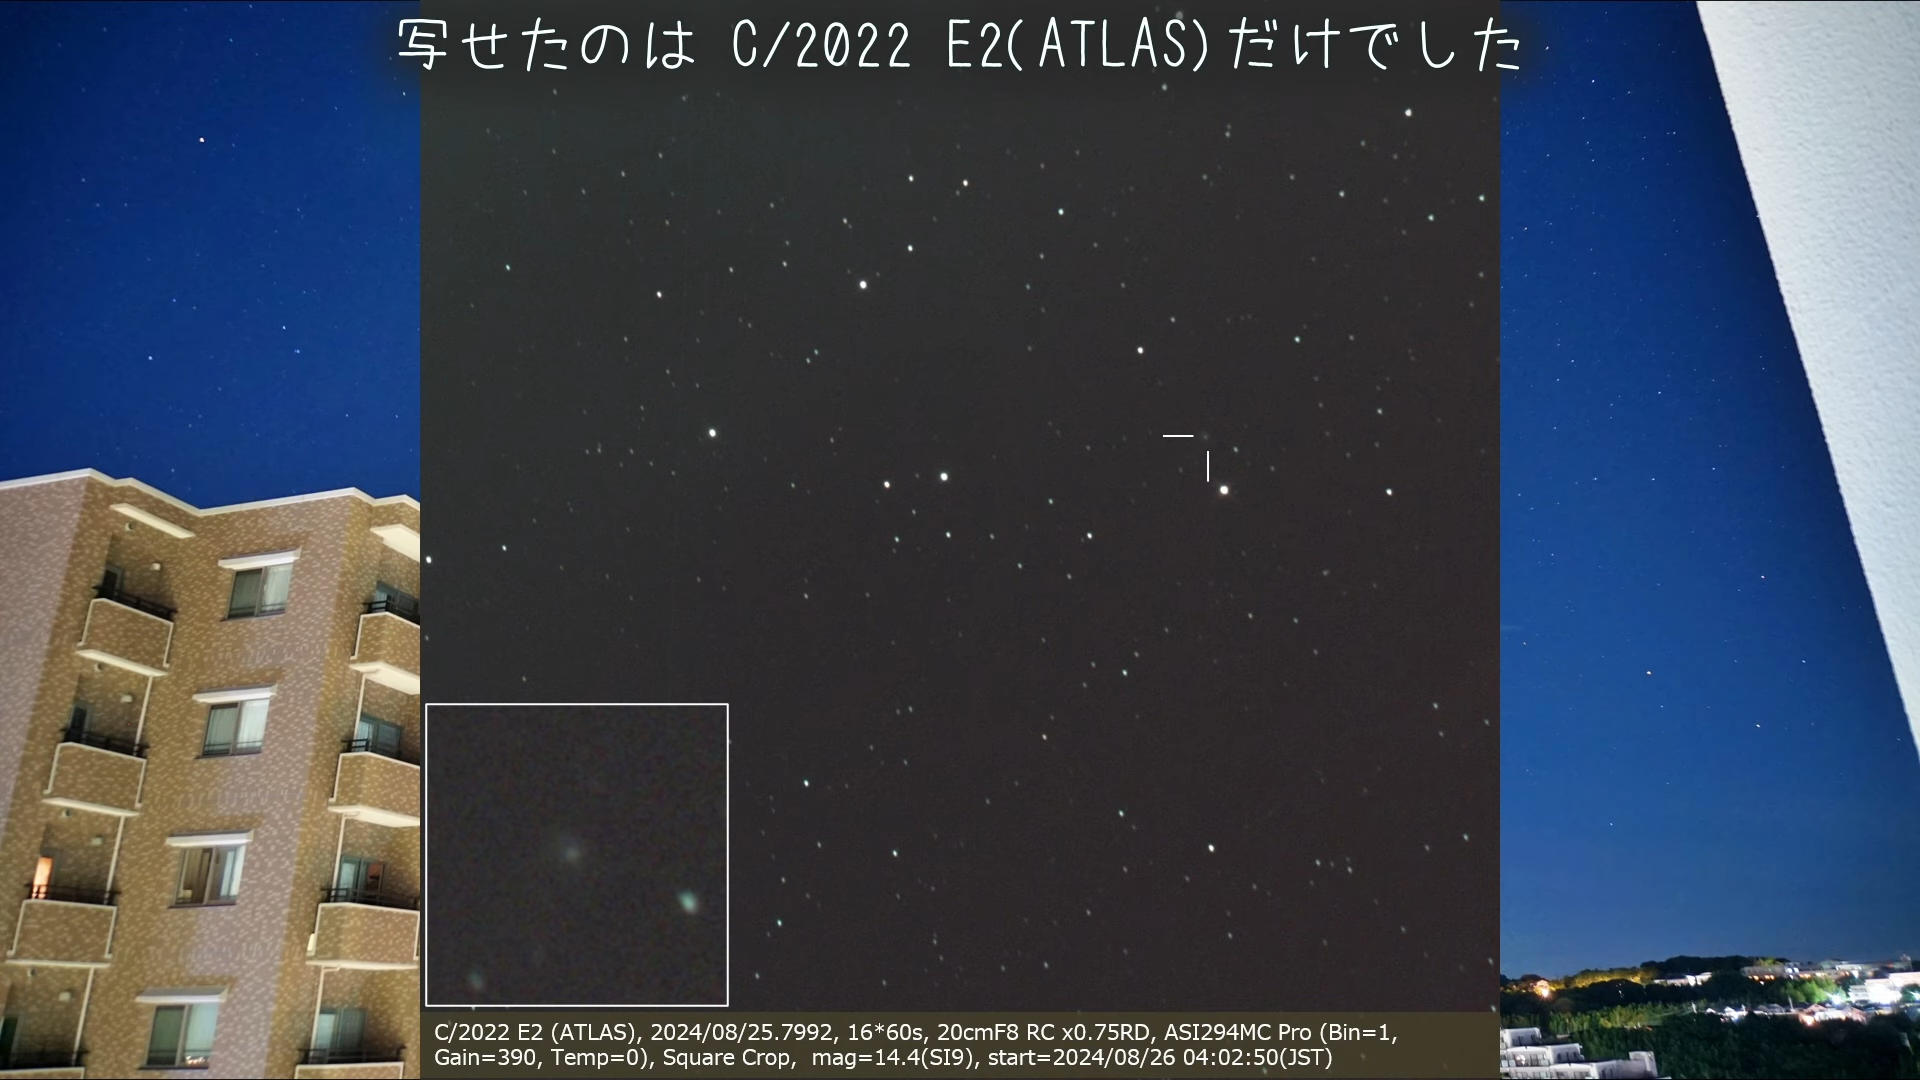 写せたのは C/2022 E2(ATLAS)だけでした
C/2022 E2 (ATLAS), 2024/08/25.7992, 16*60s, 20cmF8 RC x0.75RD, ASI294MC Pro (Bin=1,
Gain=390, Temp=0), Square Crop,  mag=14.4(SI9), start=2024/08/26 04:02:50(JST)